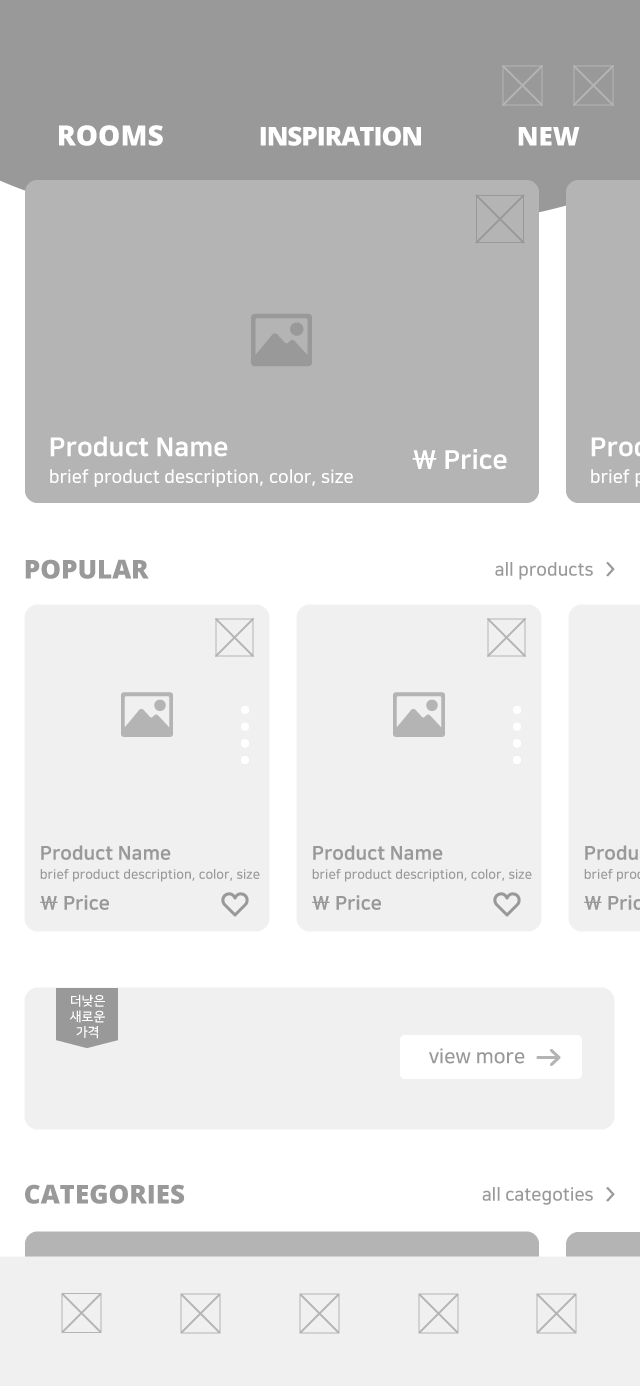 ROOMS INSPIRATION NEW
Product Name
brief product description, color, size
₩ Price
Prod
brief p
POPULAR
all products
Product Name
brief product description, color, size
₩ Price
Product Name
brief product description, color, size
₩ Price
Produ
brief prod
₩ Pric
더낮은
새로운
가격
view more
CATEGORIES
all categoties